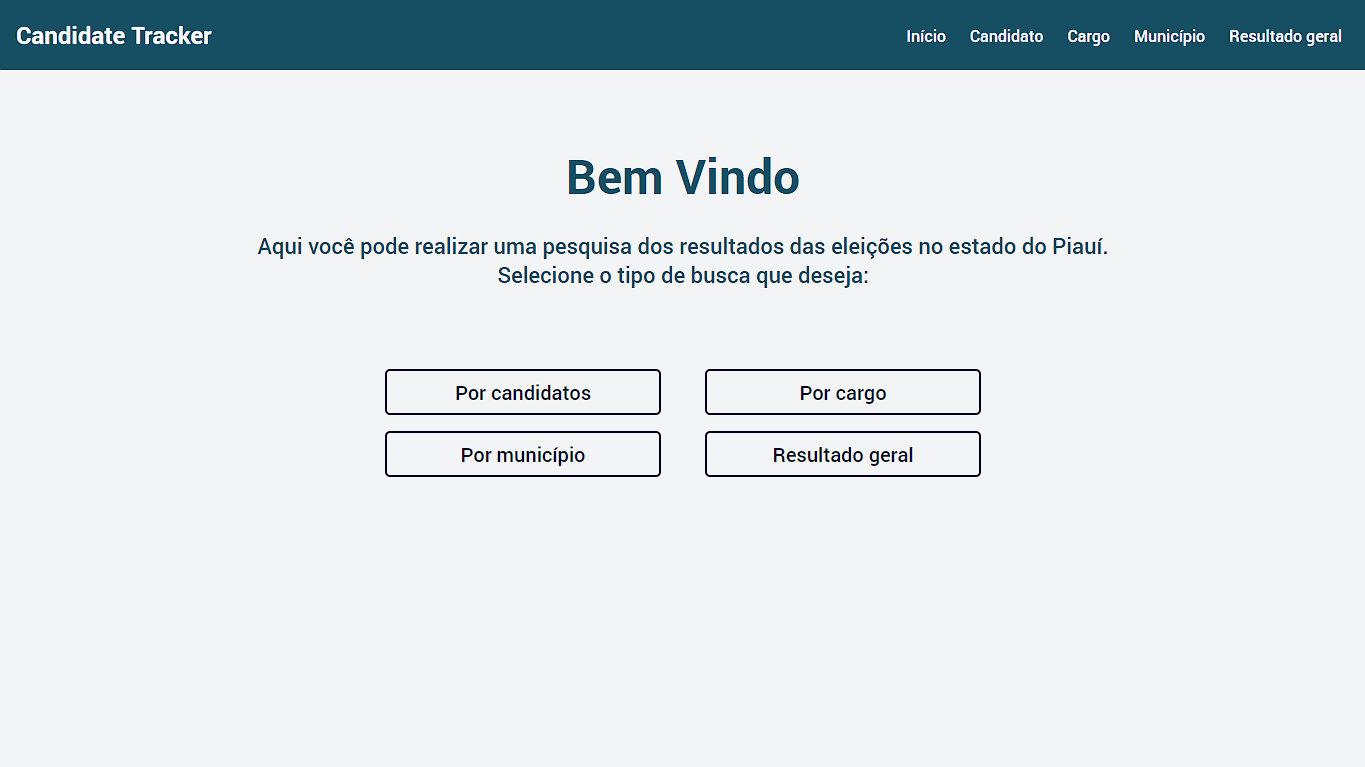 Candidate Tracker
Início Candidato Cargo Município Resultado geral
Bem Vindo
Aqui você pode realizar uma pesquisa dos resultados das eleições no estado do Piauí.
Selecione o tipo de busca que deseja:
Por candidatos
Por cargo
Por município
Resultado geral